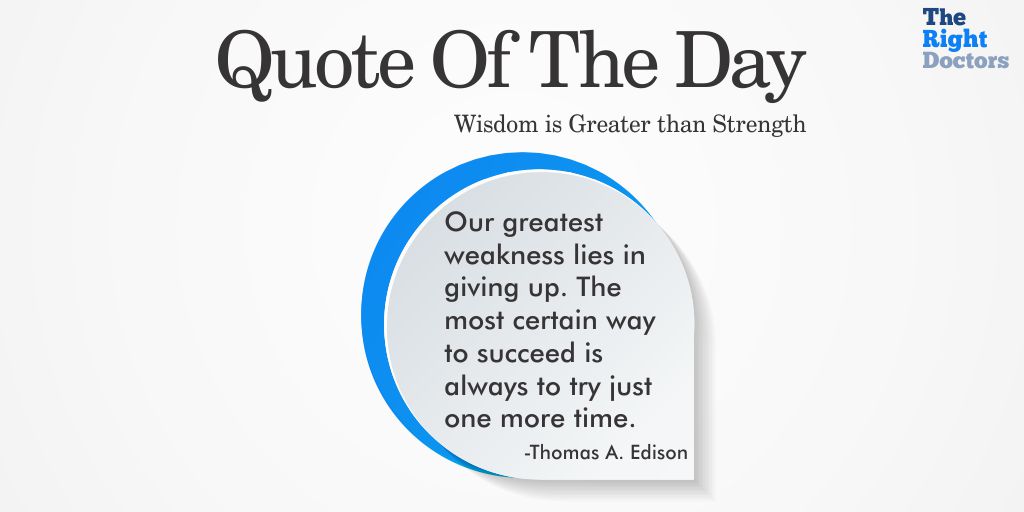 The
Right
Doctors
Quote Of The Day
Wisdom is Greater than Strength
Our greatest
weakness lies in
giving up. The
most certain way
to succeed is
always to try just
one more time.
-Thomas A. Edison